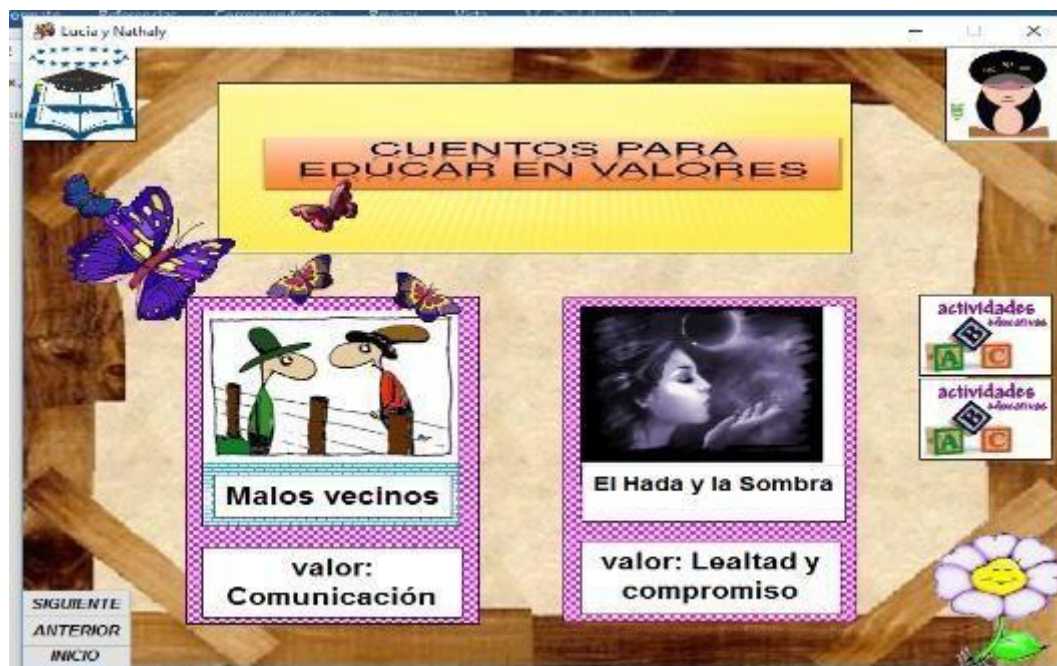 Lucia y Nathaly
CUENTOS PARA
EDUCAR EN VALORES
actividades
educativas
B
A C
actividades
educativas
B
A C
Malos vecinos
El Hada y la Sombra
valor:
Comunicación
valor: Lealtad y
compromiso
SIGUIENTE
ANTERIOR
INICIO